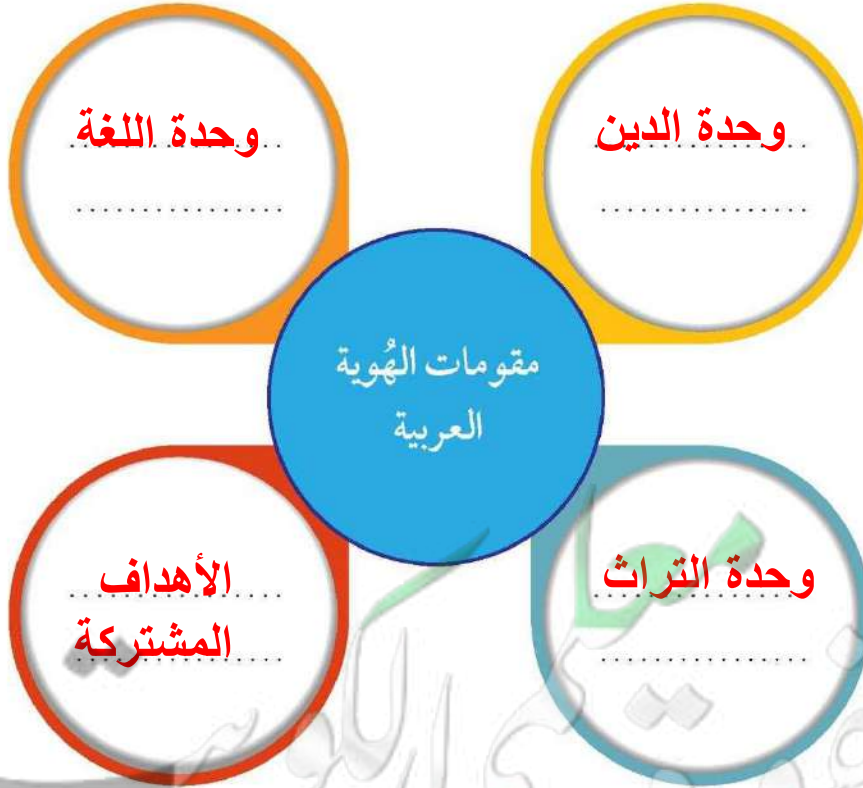 وحدة الدين
وحدة اللغة
مقومات الهُوية
العربية
وحدة التراث
الأهداف
المشتركة